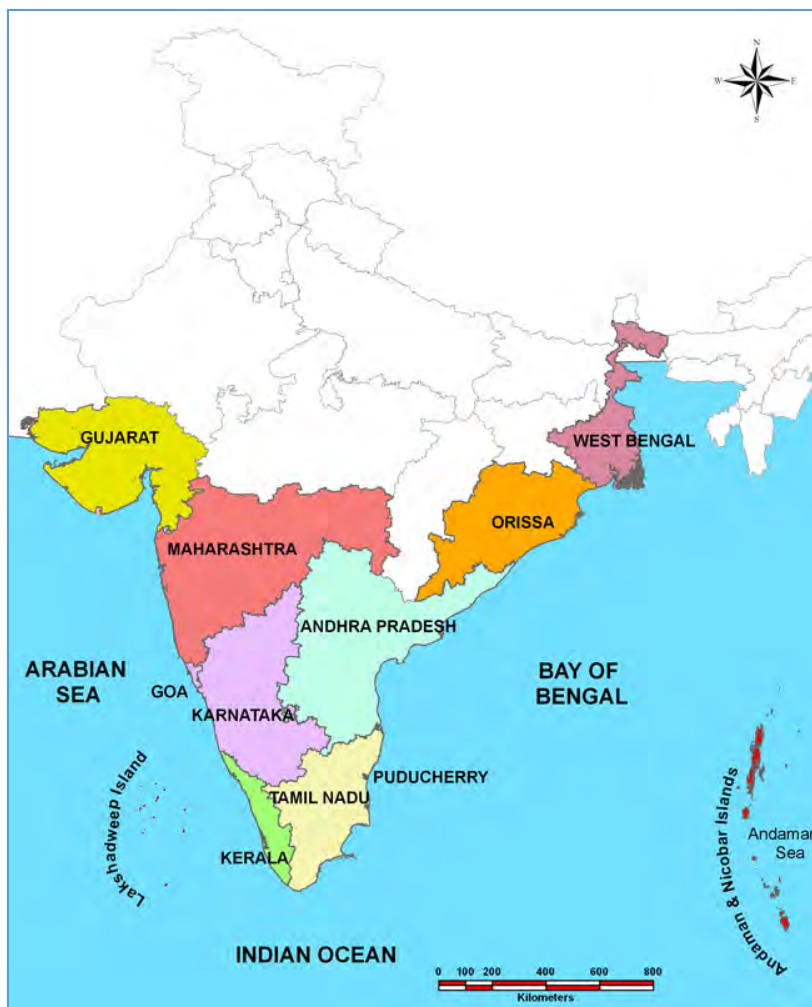 N
W E
S
GUJARAT
WEST BENGAL
ORISSA
MAHARASHTRA
ANDHRA PRADESH
ARABIAN
SEA
BAY OF
BENGAL
GOA
KARNATAKA
PUDUCHERRY
TAMIL NADU
Lakshadweep Island
KERALA
Andaman
Sea
Andaman & Nicobar Islands
INDIAN OCEAN
0 100 200 400 600 800
Kilometers